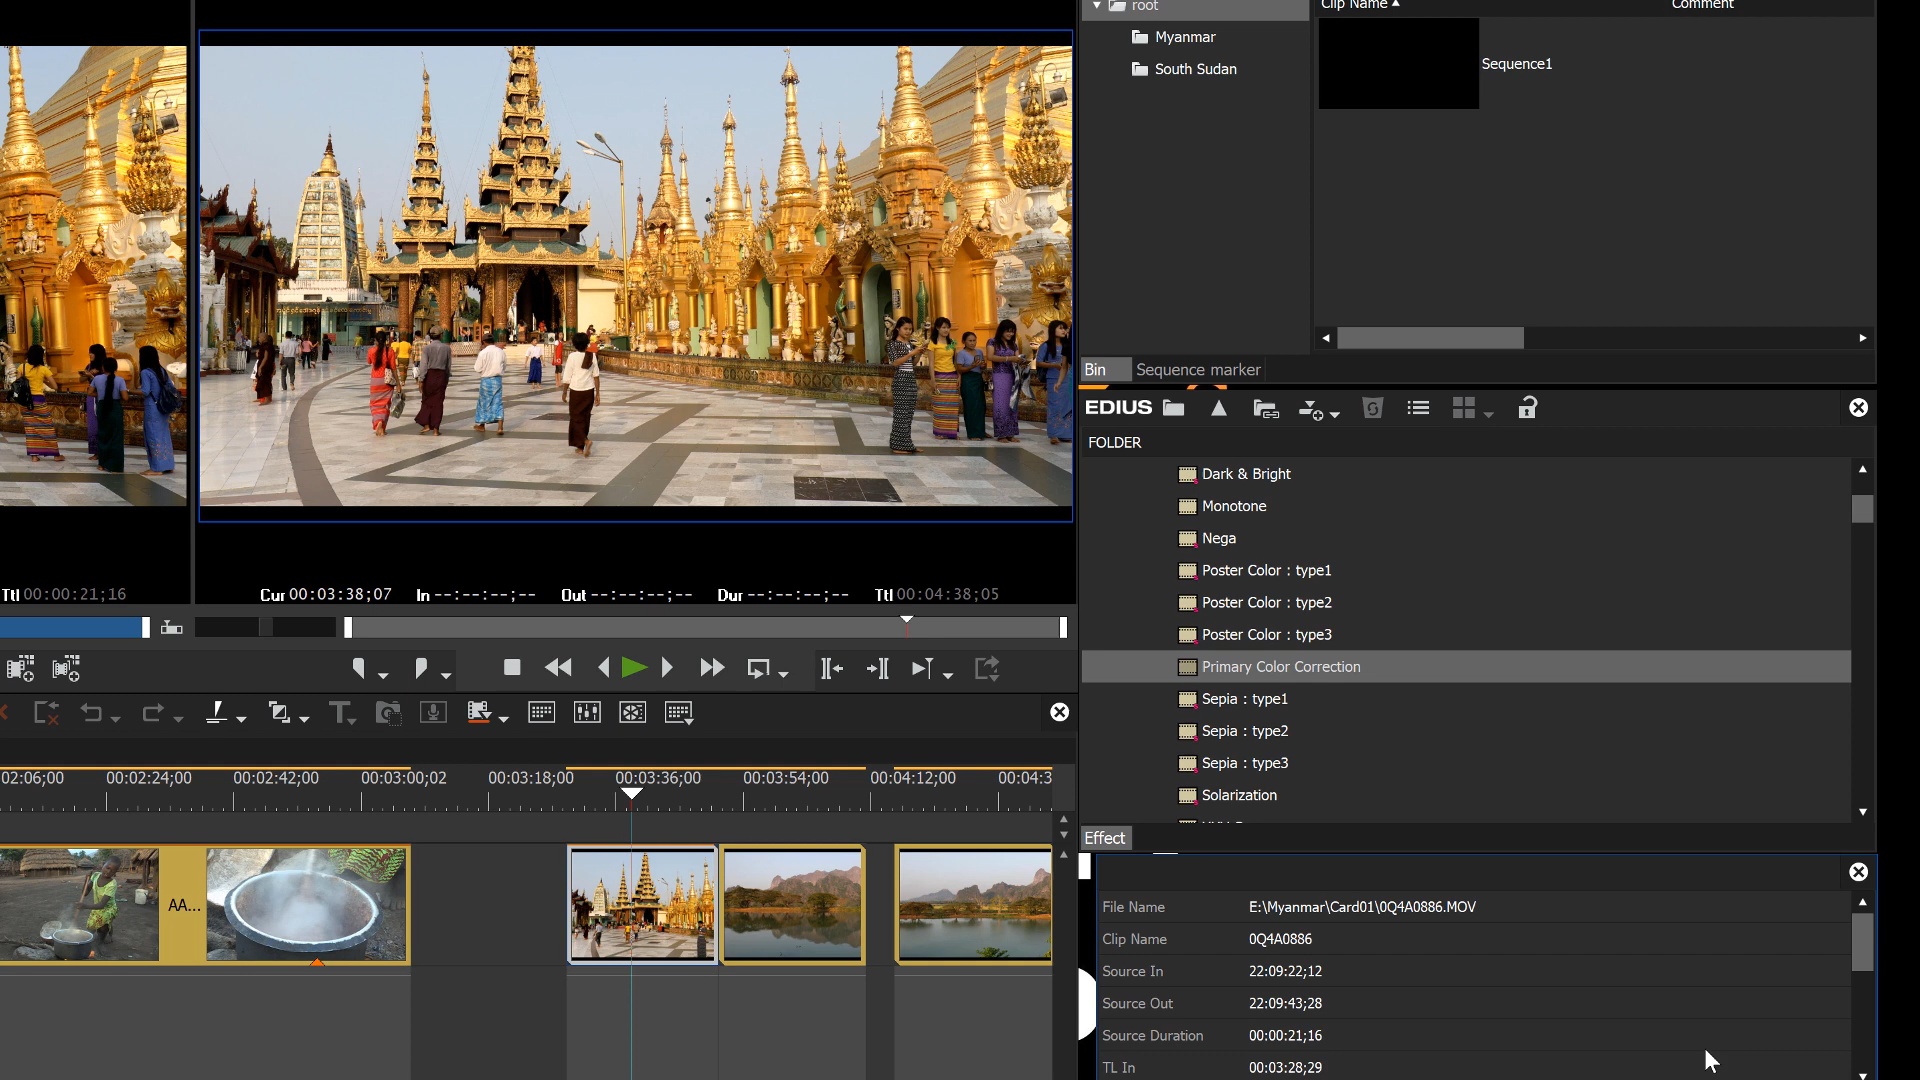 root
Myanmar
South Sudan
Clip Name
Comment
Sequence1
Bin
Sequence marker
EDIUS
FOLDER
Dark & Bright
Monotone
Nega
Poster Color : type1
Poster Color : type2
Poster Color : type3
Primary Color Correction
Sepia : type1
Sepia : type2
Sepia : type3
Solarization
Effect
File Name E:\Myanmar\Card01\0Q4A0886.MOV
Clip Name 0Q4A0886
Source In 22:09:22;12
Source Out 22:09:43;28
Source Duration 00:00:21;16
TL In 00:03:28;29
Ttl 00:00:21;16
Cur 00:03:38;07 In --:--:--;-- Out --:--:--;-- Dur --:--:--;-- Ttl 00:04:38;05
02:06;00 00:02:24;00 00:02:42;00 00:03:00;02 00:03:18;00 00:03:36;00 00:03:54;00 00:04:12;00 00:04:3
AA...